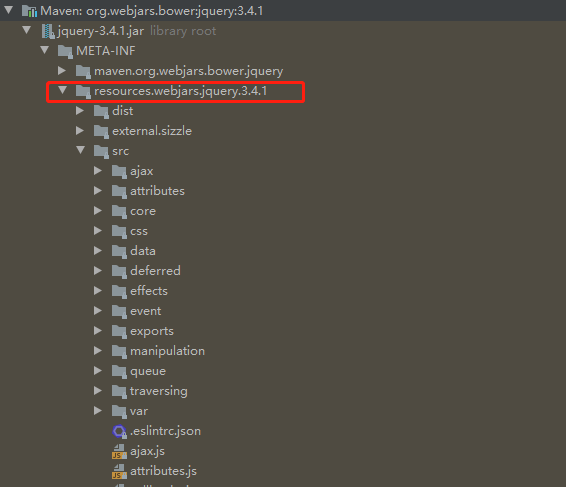 Maven: org.webjars.bower:jquery:3.4.1
jquery-3.4.1.jar library root
META-INF
maven.org.webjars.bower.jquery
resources.webjars.jquery.3.4.1
dist
external.sizzle
src
ajax
attributes
core
css
data
deferred
effects
event
exports
manipulation
queue
traversing
var
.eslintrc.json
JS ajax.js
JS attributes.js